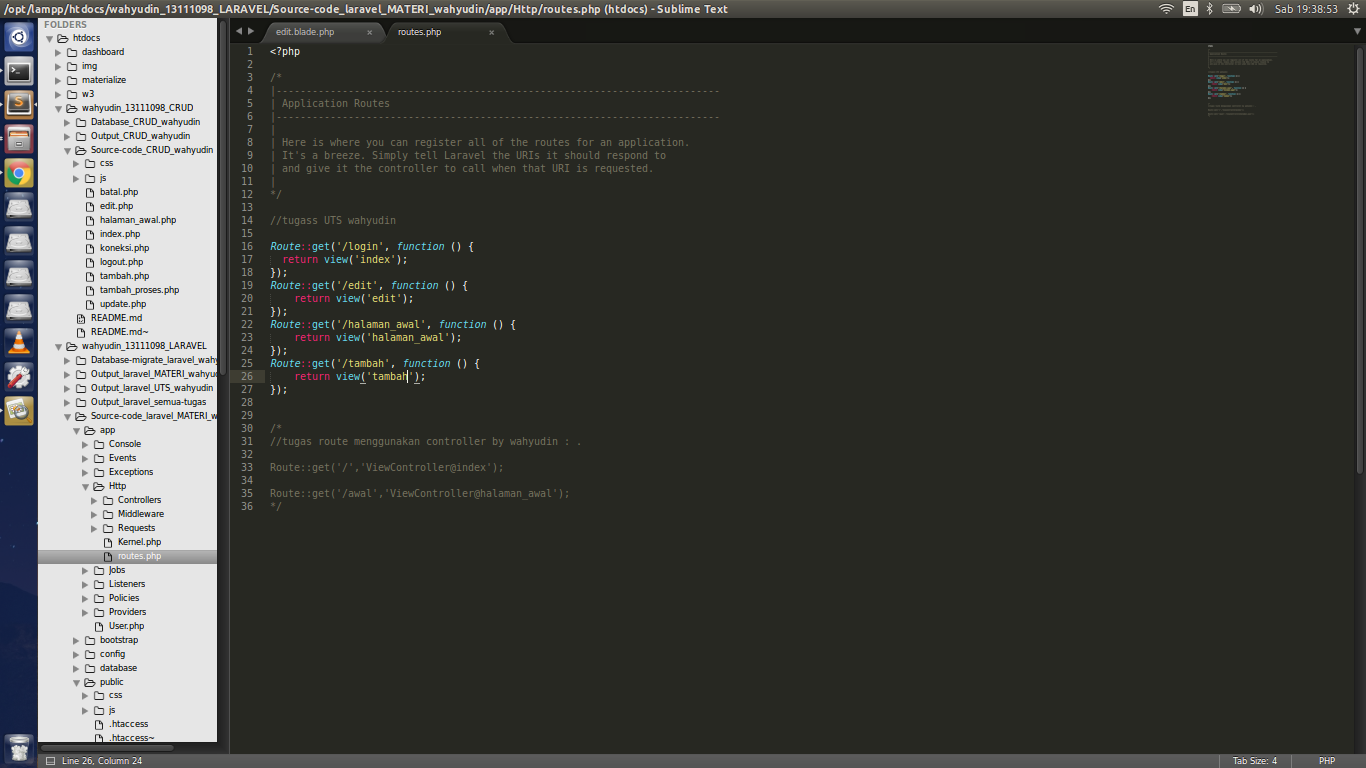 /opt/lampp/htdocs/wahyudin_13111098_LARAVEL/Source-code_laravel_MATERI_wahyudin/app/Http/routes.php (htdocs) - Sublime Text
En
Sab 19:38:53
FOLDERS
htdocs
dashboard
img
materialize
w3
wahyudin_13111098_CRUD
Database_CRUD_wahyudin
Output_CRUD_wahyudin
Source-code_CRUD_wahyudin
css
js
batal.php
edit.php
halaman_awal.php
index.php
koneksi.php
logout.php
tambah.php
tambah_proses.php
update.php
README.md
README.md~
wahyudin_13111098_LARAVEL
Database-migrate_laravel_wahy
Output_laravel_MATERI_wahyu
Output_laravel_UTS_wahyudin
Output_laravel_semua-tugas
Source-code_laravel_MATERI_w
app
Console
Events
Exceptions
Http
Controllers
Middleware
Requests
Kernel.php
routes.php
Jobs
Listeners
Policies
Providers
User.php
bootstrap
config
database
public
css
js
.htaccess
.htaccess~
edit.blade.php
routes.php
1 <?php
2
3 /*
4 |--------------------------------------------------------------------------
5 | Application Routes
6 |--------------------------------------------------------------------------
7 |
8 | Here is where you can register all of the routes for an application.
9 | It's a breeze. Simply tell Laravel the URIs it should respond to
10 | and give it the controller to call when that URI is requested.
11 |
12 */
13
14 //tugass UTS wahyudin
15
16 Route::get('/login', function () {
17   return view('index');
18 });
19 Route::get('/edit', function () {
20     return view('edit');
21 });
22 Route::get('/halaman_awal', function () {
23     return view('halaman_awal');
24 });
25 Route::get('/tambah', function () {
26     return view('tambah');
27 });
28
29
30 /*
31 //tugas route menggunakan controller by wahyudin : .
32
33 Route::get('/','ViewController@index');
34
35 Route::get('/awal','ViewController@halaman_awal');
36 */
Line 26, Column 24
Tab Size: 4
PHP